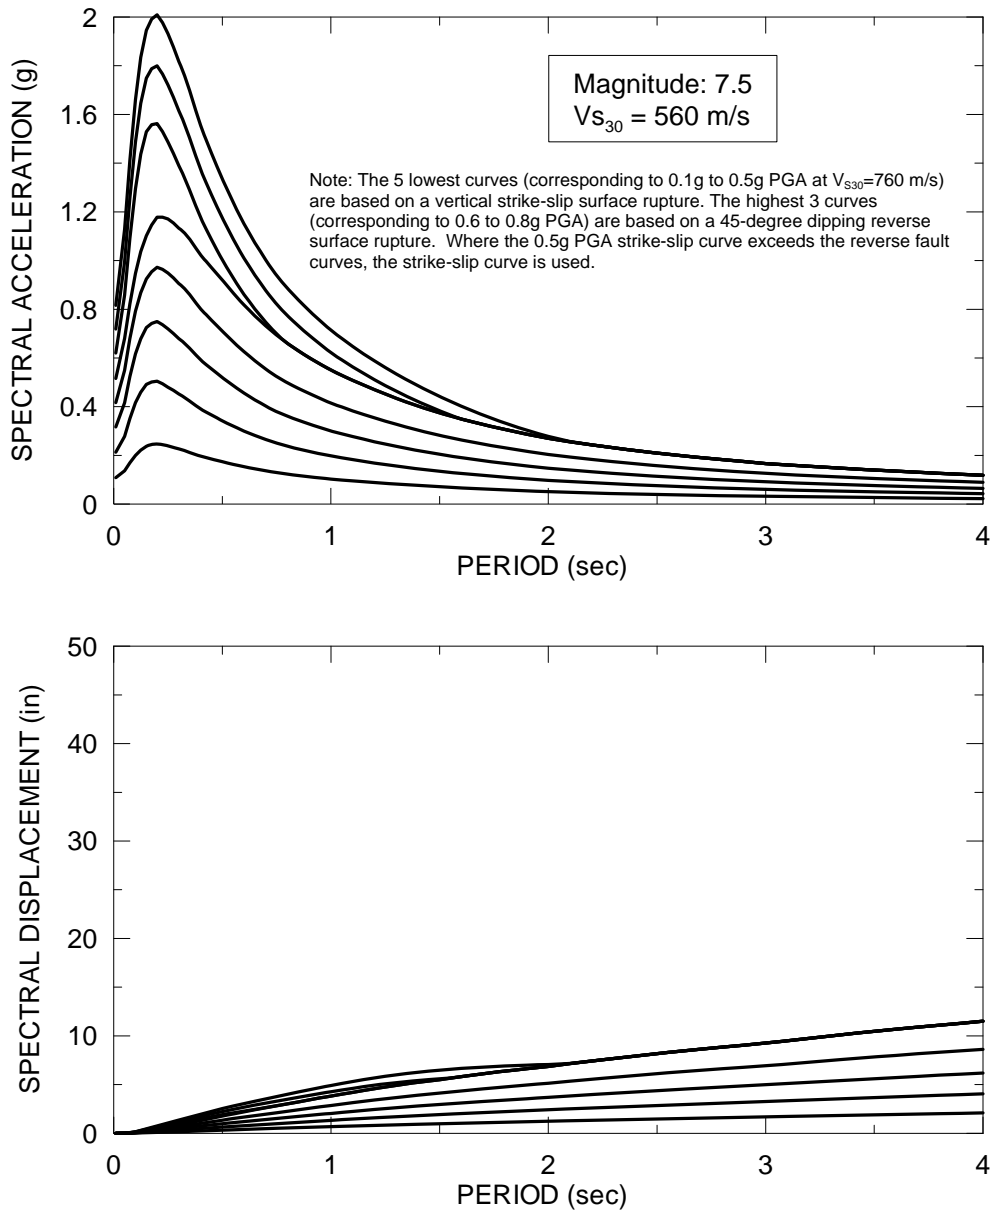 2
1.6
1.2
0.8
0.4
0
SPECTRAL ACCELERATION (g)
Magnitude: 7.5
Vs30 = 560 m/s
Note: The 5 lowest curves (corresponding to 0.1g to 0.5g PGA at VS30=760 m/s)
are based on a vertical strike-slip surface rupture. The highest 3 curves
(corresponding to 0.6 to 0.8g PGA) are based on a 45-degree dipping reverse
surface rupture.  Where the 0.5g PGA strike-slip curve exceeds the reverse fault
curves, the strike-slip curve is used.
0 1 2 3 4
PERIOD (sec)
50
40
30
20
10
0
SPECTRAL DISPLACEMENT (in)
0 1 2 3 4
PERIOD (sec)